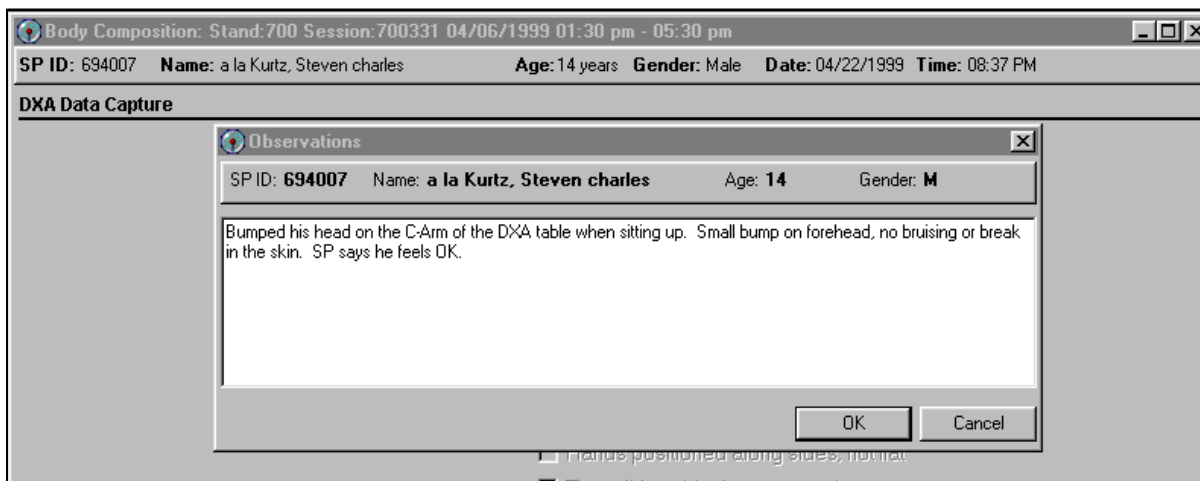 Body Composition: Stand:700 Session:700331 04/06/1999 01:30 pm - 05:30 pm
SP ID: 694007 Name: a la Kurtz, Steven charles Age: 14 years Gender: Male Date: 04/22/1999 Time: 08:37 PM
DXA Data Capture
Observations
SP ID: 694007 Name: a la Kurtz, Steven charles Age: 14 Gender: M
Bumped his head on the C-Arm of the DXA table when sitting up. Small bump on forehead, no bruising or break
in the skin. SP says he feels OK.
OK Cancel
Hands positioned along sides, not flat